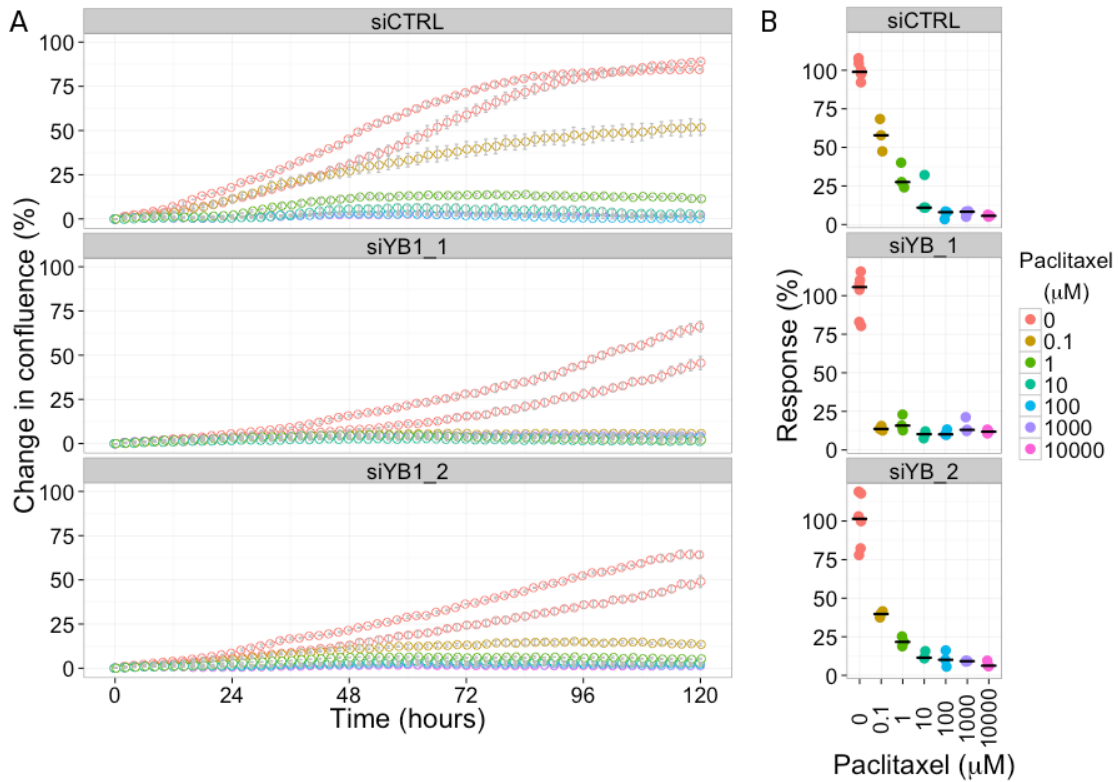 A
siCTRL
100
75
50
25
0
siYB1_1
100
75
50
25
0
siYB1_2
100
75
50
25
0
Change in confluence (%)
0 24 48 72 96 120
Time (hours)
B
siCTRL
100
75
50
25
0
siYB_1
100
75
50
25
0
siYB_2
100
75
50
25
0
Response (%)
0 0.1 1 10 100 1000 10000
Paclitaxel (μM)
Paclitaxel
(μM)
0
0.1
1
10
100
1000
10000